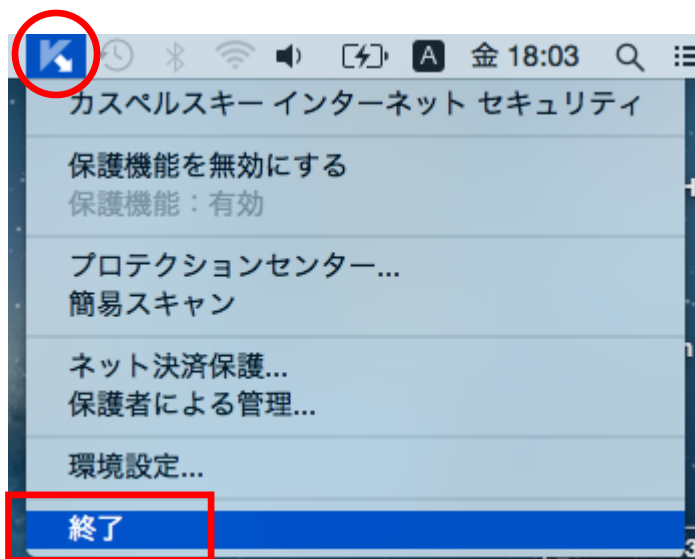 A 金 18:03
カスペルスキー インターネット セキュリティ
保護機能を無効にする
保護機能：有効
プロテクションセンター...
簡易スキャン
ネット決済保護...
保護者による管理...
環境設定...
終了